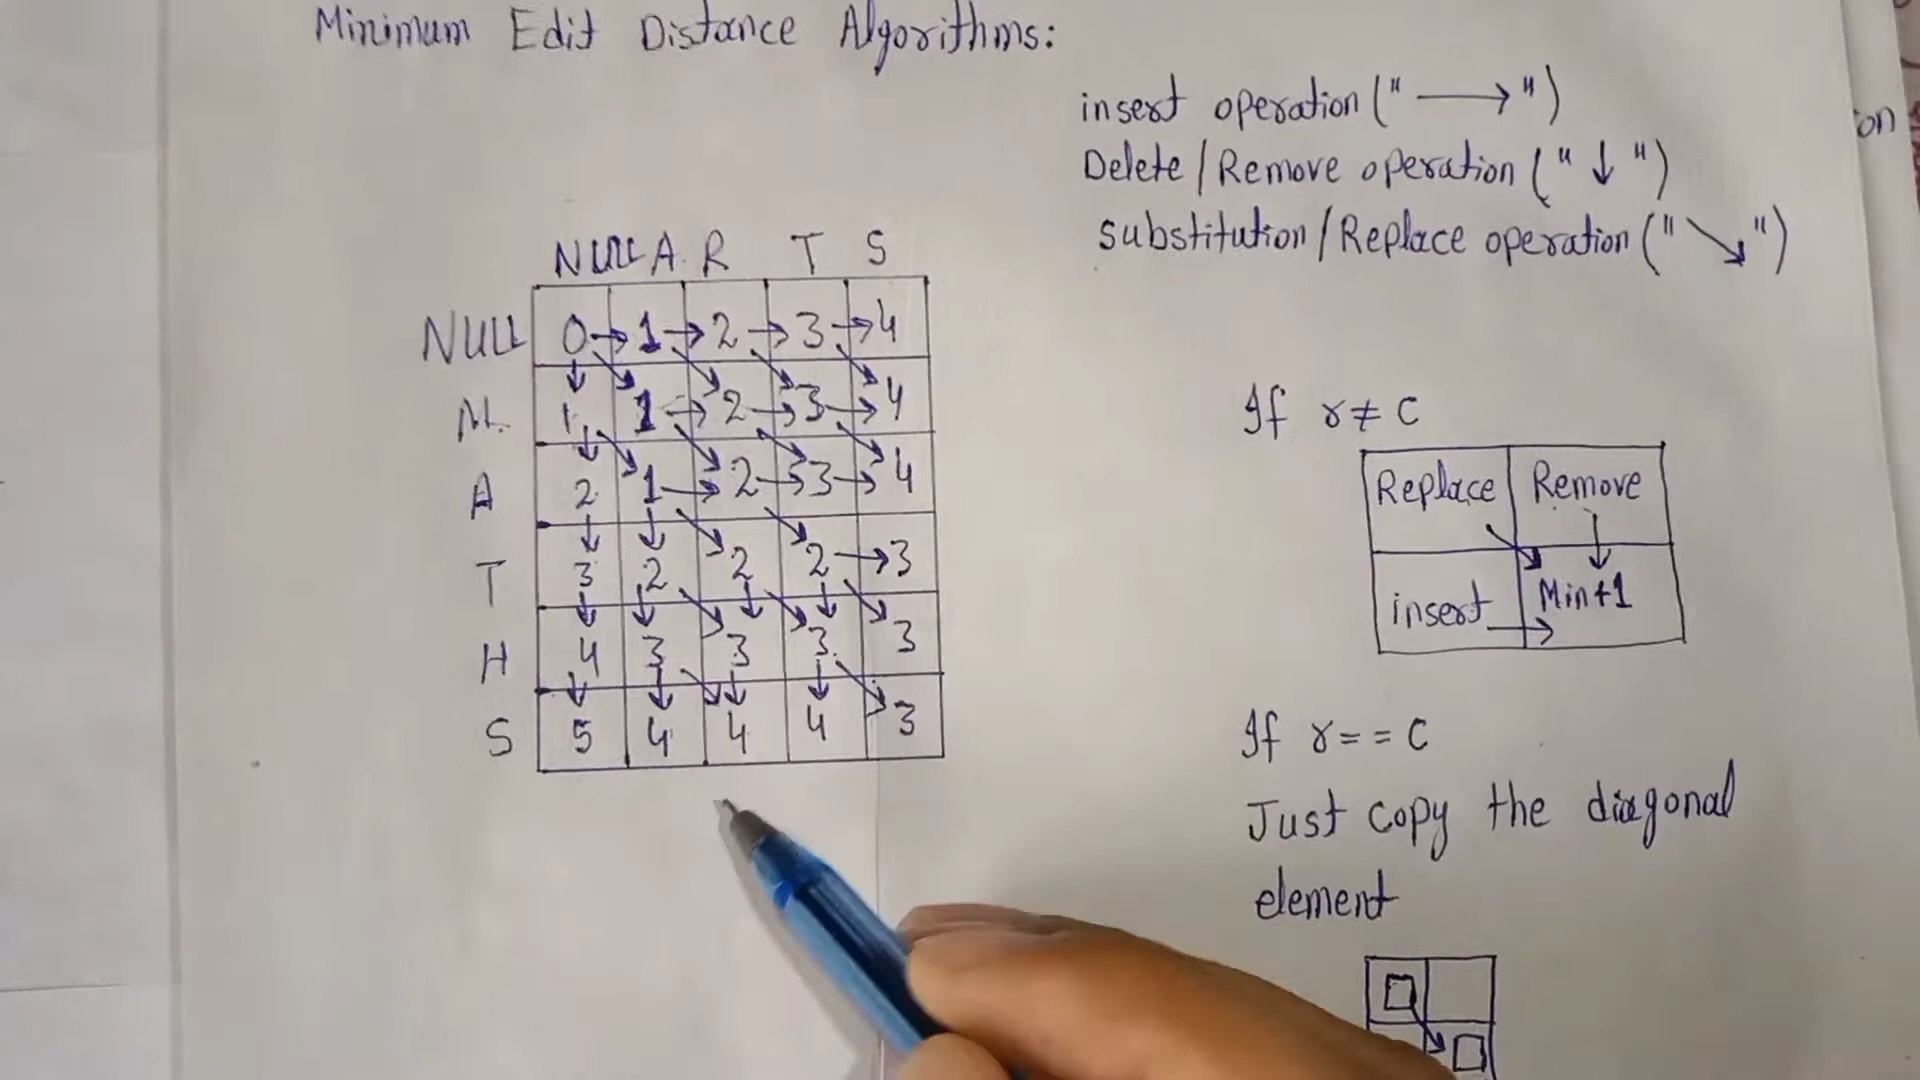 Minimum Edit Distance Algorithms:
insert operation ("→")
Delete/Remove operation ("↓")
substitution/Replace operation ("↘")
NULL A R T S
NULL 0→1→2→3→4
M 1 1→2→3→4
A 2 1→2→3→4
T 3 2 2 2→3
H 4 3 3 3 3
S 5 4 4 4 3
on
If r≠C
Replace Remove
insert Min+1
If r==C
Just copy the diagonal
element